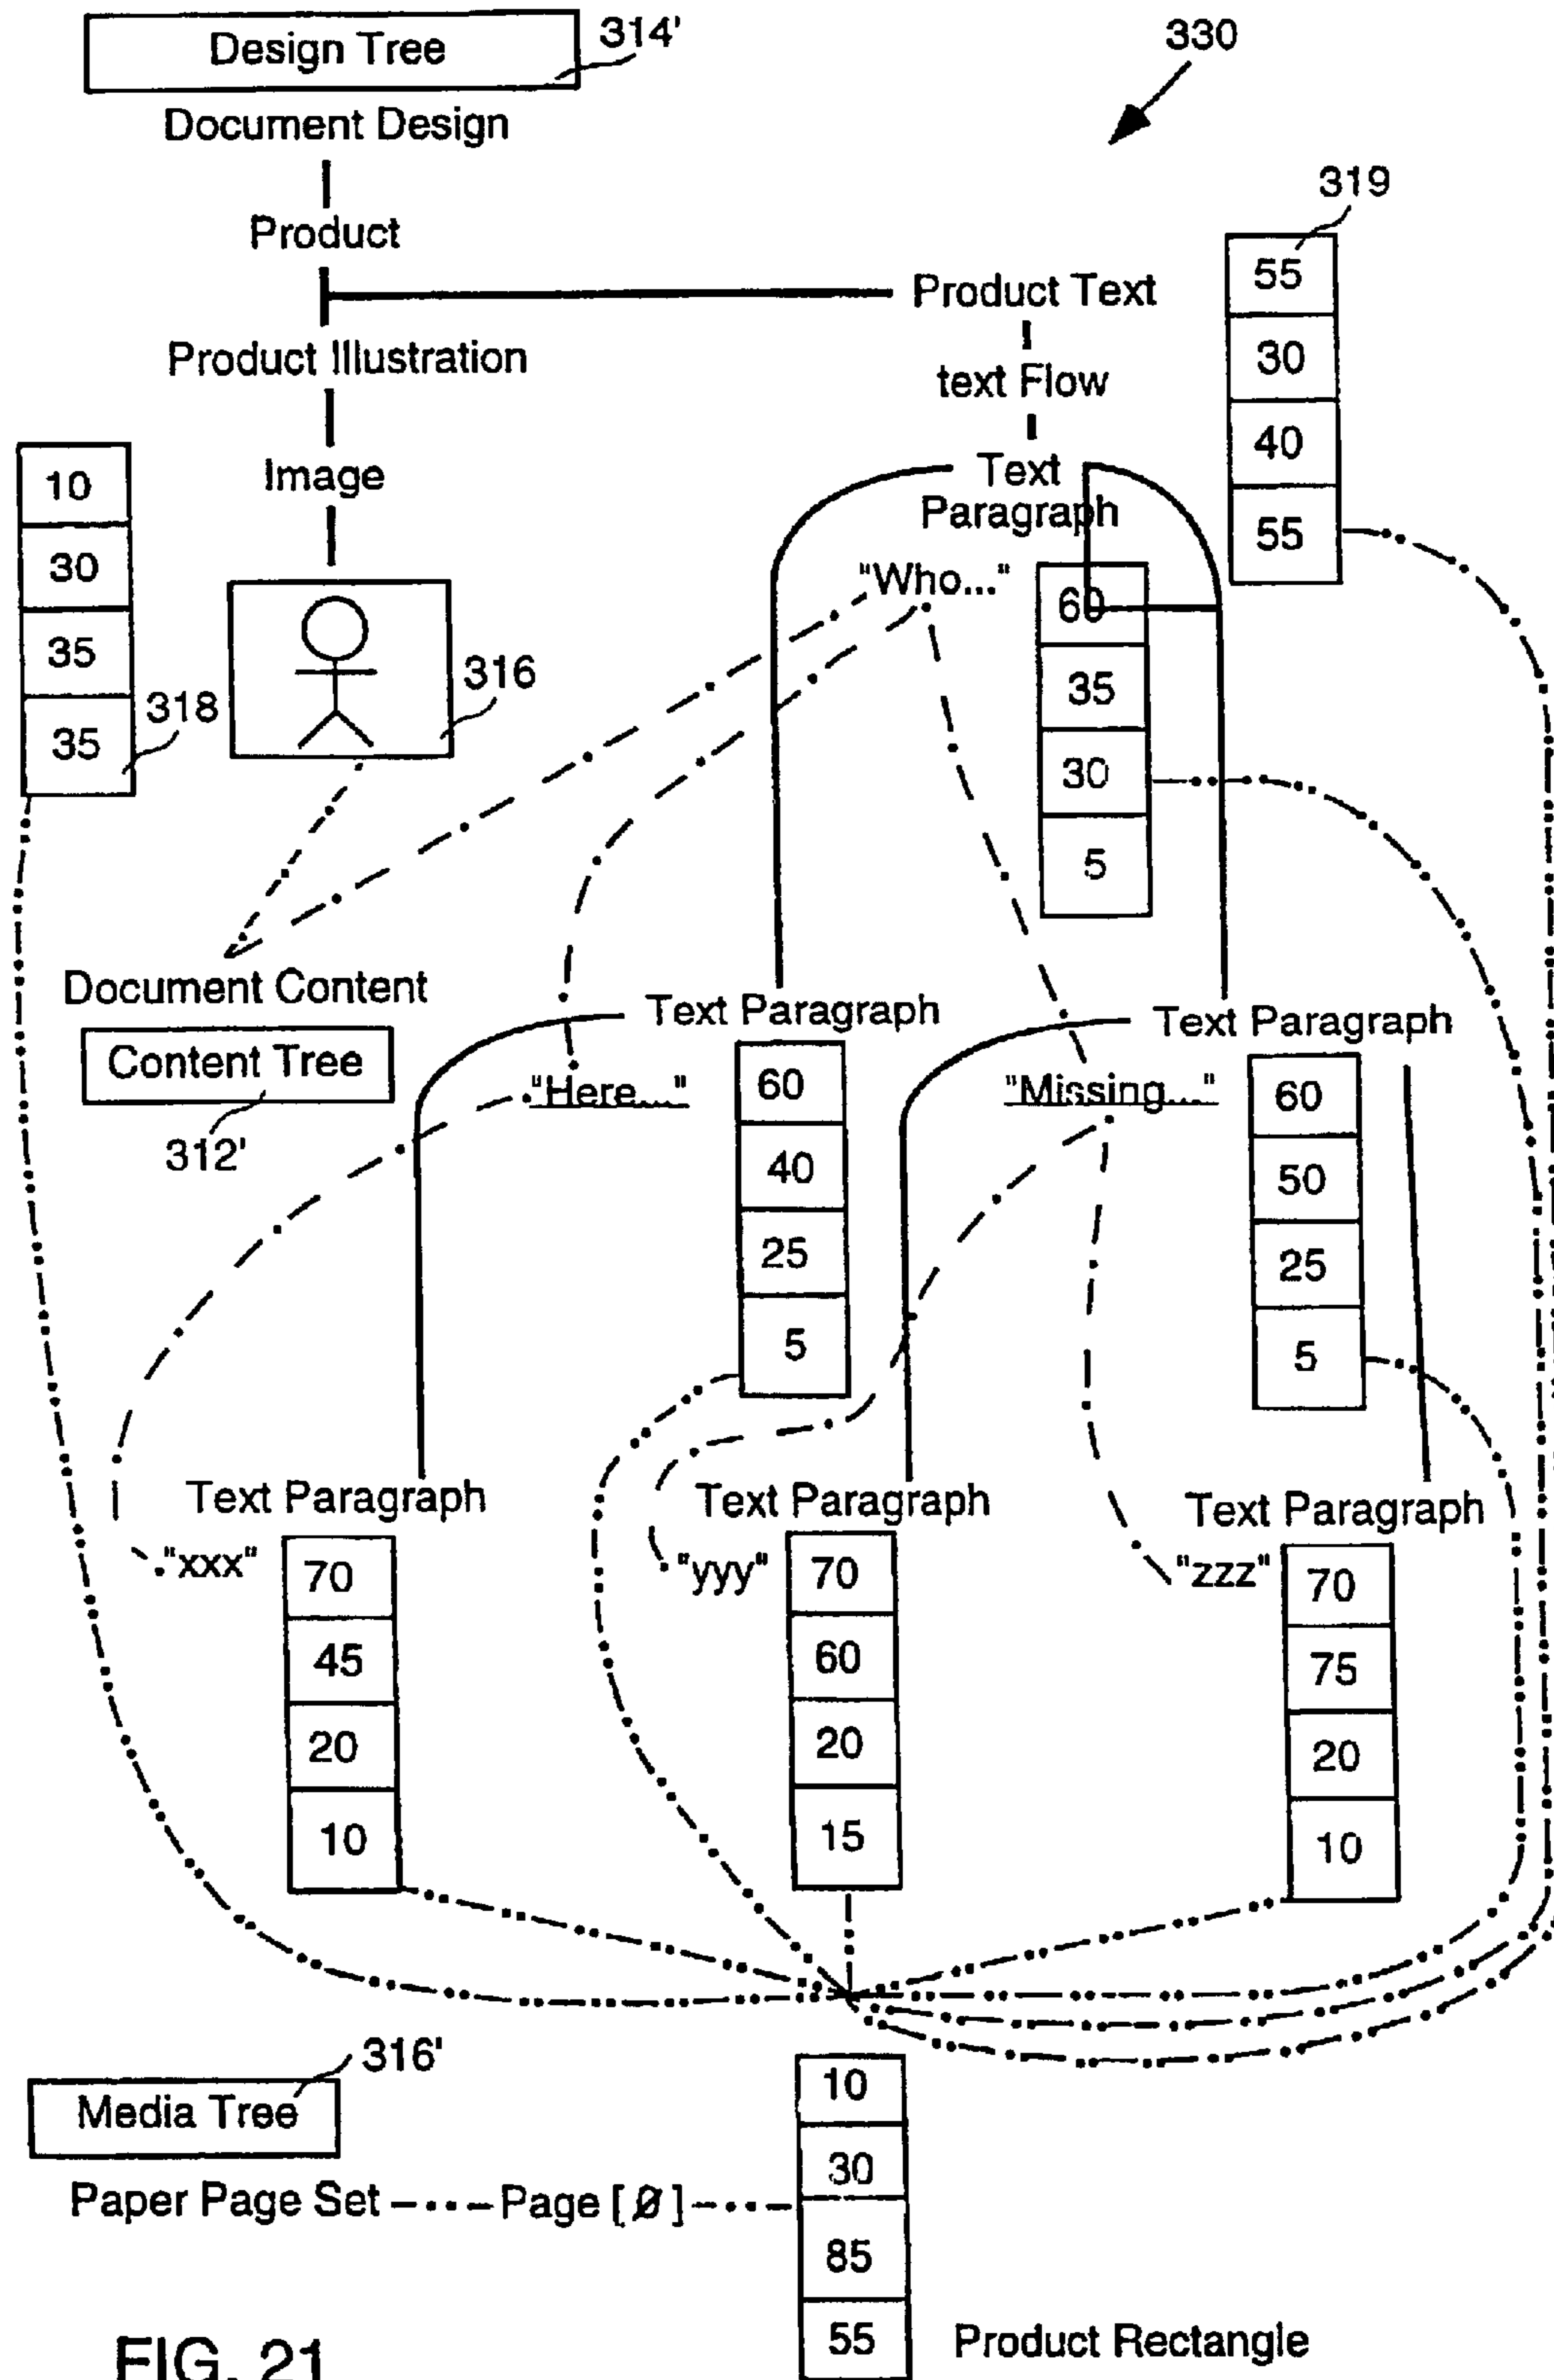 Design Tree
314'
330
Document Design
319
Product
55
30
40
55
Product Text
Product Illustration
text Flow
Image
10
30
35
35
318
316
Text
Paragraph
"Who..."
60
35
30
5
Document Content
Content Tree
312'
Text Paragraph
"Here..."
60
40
25
5
Text Paragraph
"Missing..."
60
50
25
5
Text Paragraph
"xxx"
70
45
20
10
Text Paragraph
"yyy"
70
60
20
15
Text Paragraph
"zzz"
70
75
20
10
316'
Media Tree
Paper Page Set
Page [Ø]
10
30
85
55
Product Rectangle
FIG. 21